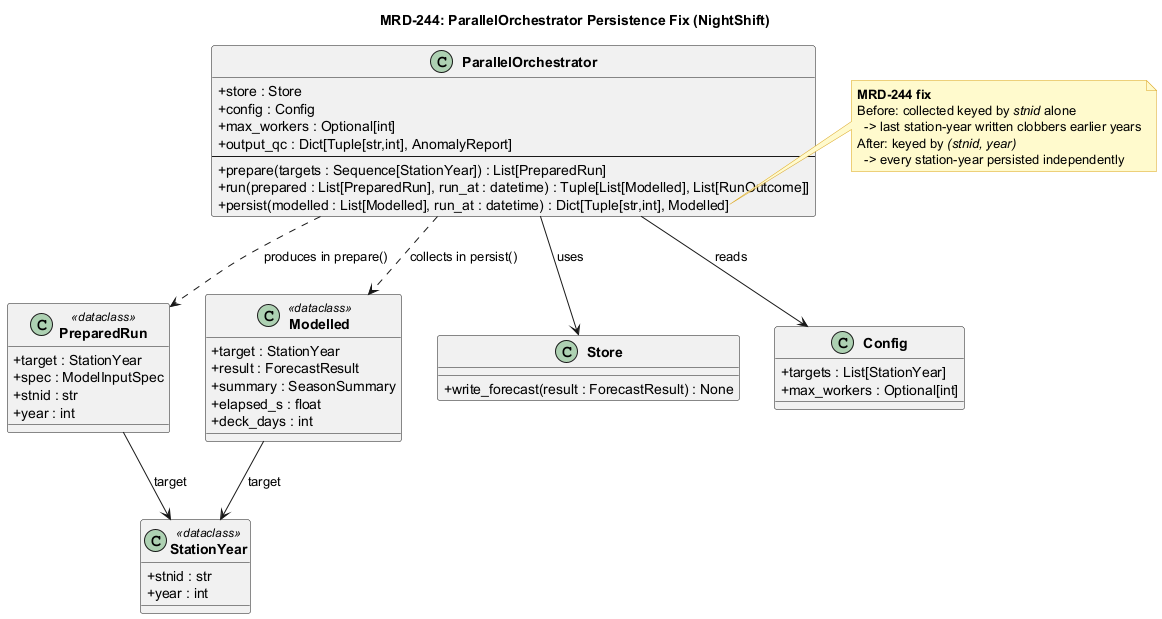 MRD-244: ParallelOrchestrator Persistence Fix (NightShift)
C ParallelOrchestrator
+store : Store
+config : Config
+max_workers : Optional[int]
+output_qc : Dict[Tuple[str,int], AnomalyReport]
+prepare(targets : Sequence[StationYear]) : List[PreparedRun]
+run(prepared : List[PreparedRun], run_at : datetime) : Tuple[List[Modelled], List[RunOutcome]]
+persist(modelled : List[Modelled], run_at : datetime) : Dict[Tuple[str,int], Modelled]
MRD-244 fix
Before: collected keyed by stnid alone
-> last station-year written clobbers earlier years
After: keyed by (stnid, year)
-> every station-year persisted independently
produces in prepare()
collects in persist()
uses
reads
«dataclass»
C PreparedRun
+target : StationYear
+spec : ModelInputSpec
+stnid : str
+year : int
«dataclass»
C Modelled
+target : StationYear
+result : ForecastResult
+summary : SeasonSummary
+elapsed_s : float
+deck_days : int
C Store
+write_forecast(result : ForecastResult) : None
C Config
+targets : List[StationYear]
+max_workers : Optional[int]
target
target
«dataclass»
C StationYear
+stnid : str
+year : int